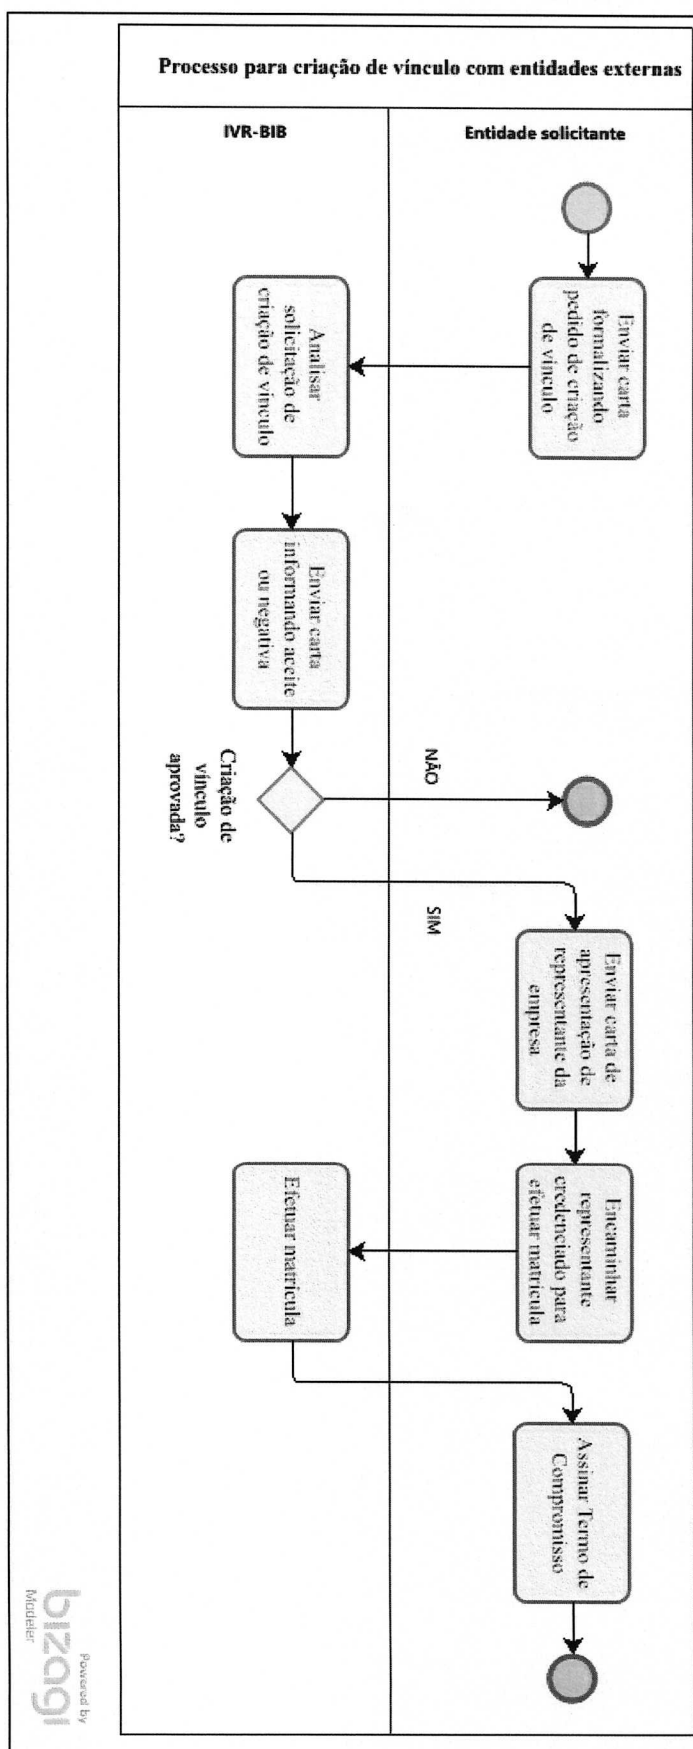 Processo para criação de vínculo com entidades externas
Entidade solicitante
IVR-BIB
Enviar carta
formalizando
pedido de criação
de vínculo
Analisar
solicitação de
criação de vínculo
Enviar carta
informando aceite
ou negativa
Criação de
vínculo
aprovada?
NÃO
SIM
Enviar carta de
apresentação de
representante da
empresa
Encaminhar
representante
credenciado para
efetuar matrícula
Efetuar matrícula
Assinar Termo de
Compromisso
Powered by
bizagi
Modeler